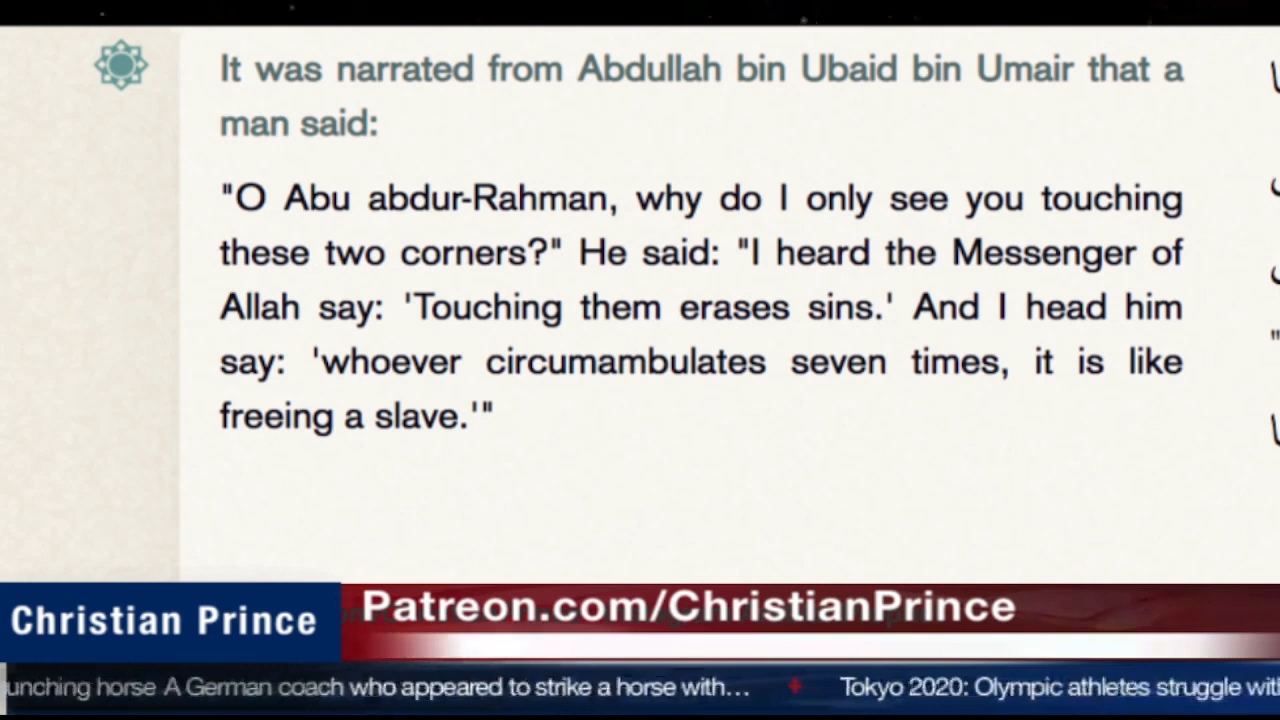 It was narrated from Abdullah bin Ubaid bin Umair that a
man said:
"O Abu abdur-Rahman, why do I only see you touching
these two corners?" He said: "I heard the Messenger of
Allah say: 'Touching them erases sins.' And I head him
say: 'whoever circumambulates seven times, it is like
freeing a slave.'"
Christian Prince
Patreon.com/ChristianPrince
unching horse A German coach who appeared to strike a horse with... Tokyo 2020: Olympic athletes struggle with